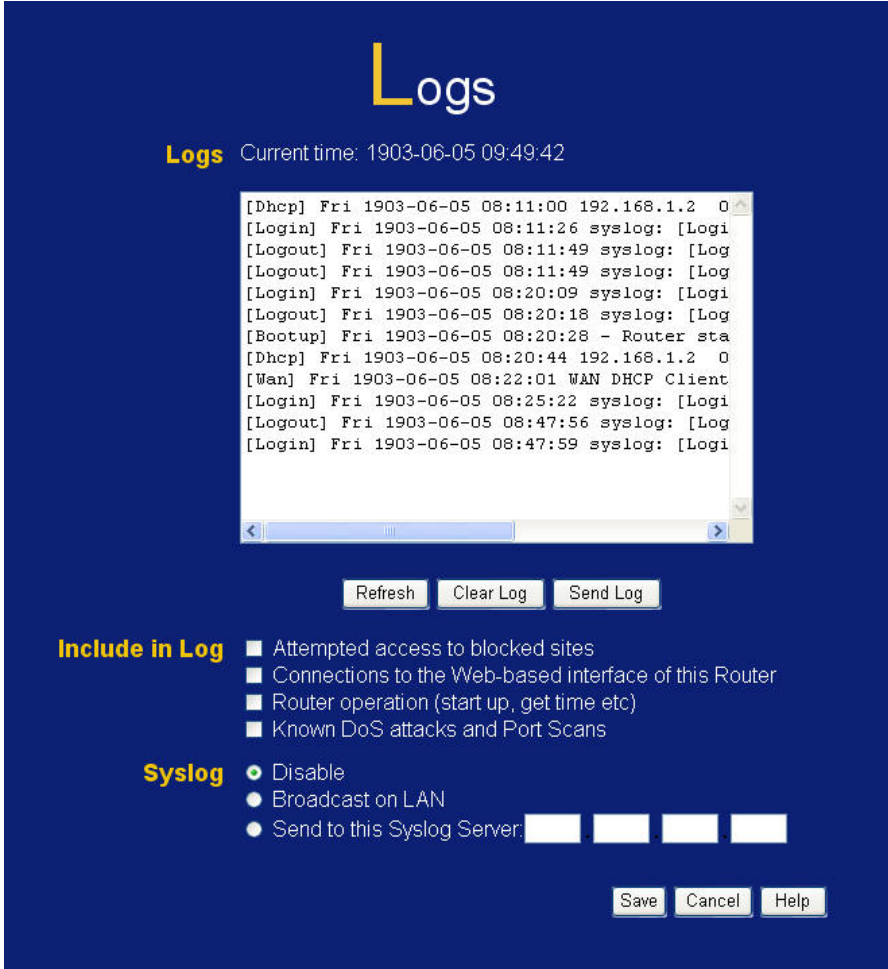 Logs
Logs Current time: 1903-06-05 09:49:42
[Dhcp] Fri 1903-06-05 08:11:00 192.168.1.2 0
[Login] Fri 1903-06-05 08:11:26 syslog: [Logi
[Logout] Fri 1903-06-05 08:11:49 syslog: [Log
[Logout] Fri 1903-06-05 08:11:49 syslog: [Log
[Login] Fri 1903-06-05 08:20:09 syslog: [Logi
[Logout] Fri 1903-06-05 08:20:18 syslog: [Log
[Bootup] Fri 1903-06-05 08:20:28 - Router sta
[Dhcp] Fri 1903-06-05 08:20:44 192.168.1.2 0
[Wan] Fri 1903-06-05 08:22:01 WAN DHCP Client
[Login] Fri 1903-06-05 08:25:22 syslog: [Logi
[Logout] Fri 1903-06-05 08:47:56 syslog: [Log
[Login] Fri 1903-06-05 08:47:59 syslog: [Logi
Refresh Clear Log Send Log
Include in Log Attempted access to blocked sites
Connections to the Web-based interface of this Router
Router operation (start up, get time etc)
Known DoS attacks and Port Scans
Syslog Disable
Broadcast on LAN
Send to this Syslog Server: . . .
Save Cancel Help